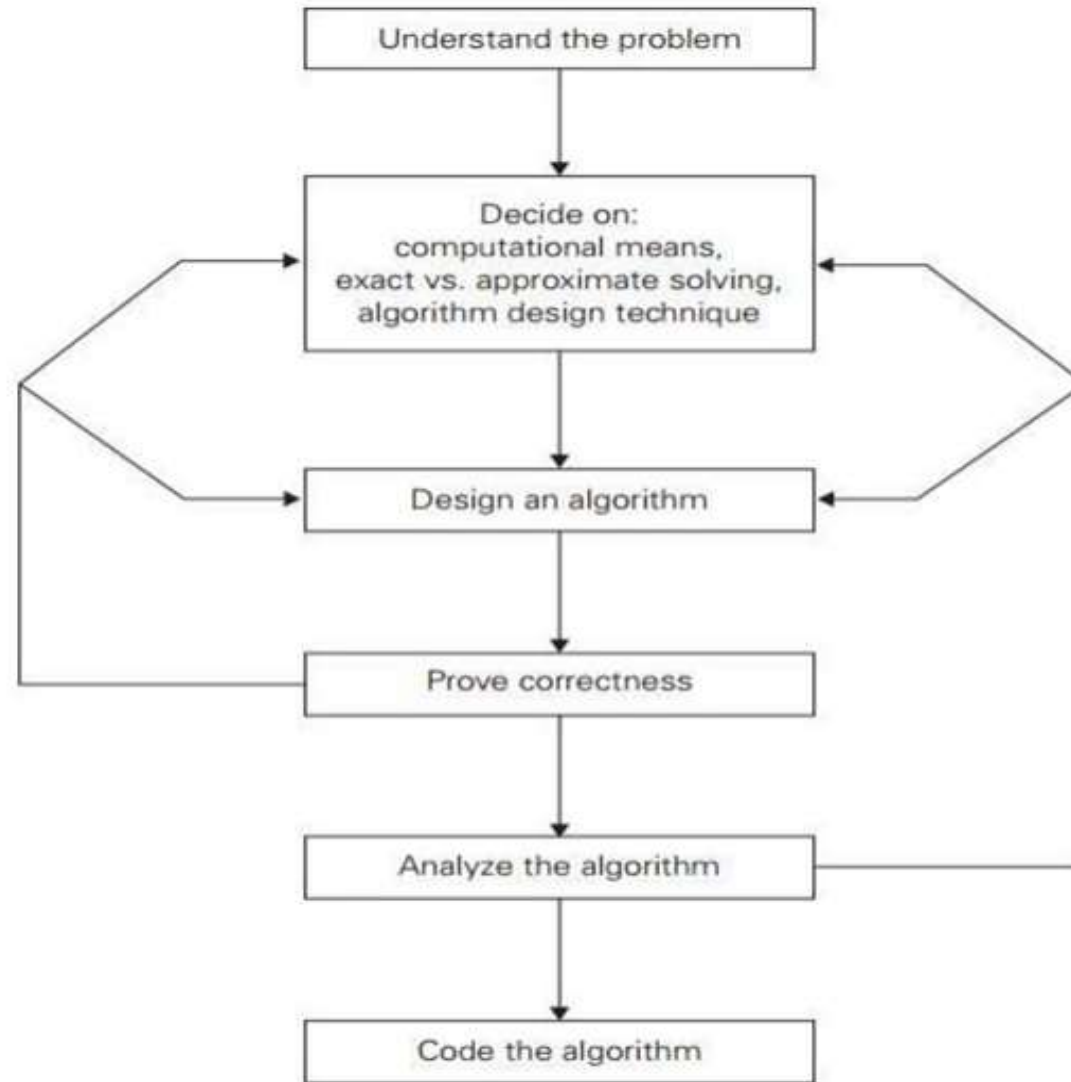 Understand the problem
Decide on:
computational means,
exact vs. approximate solving,
algorithm design technique
Design an algorithm
Prove correctness
Analyze the algorithm
Code the algorithm